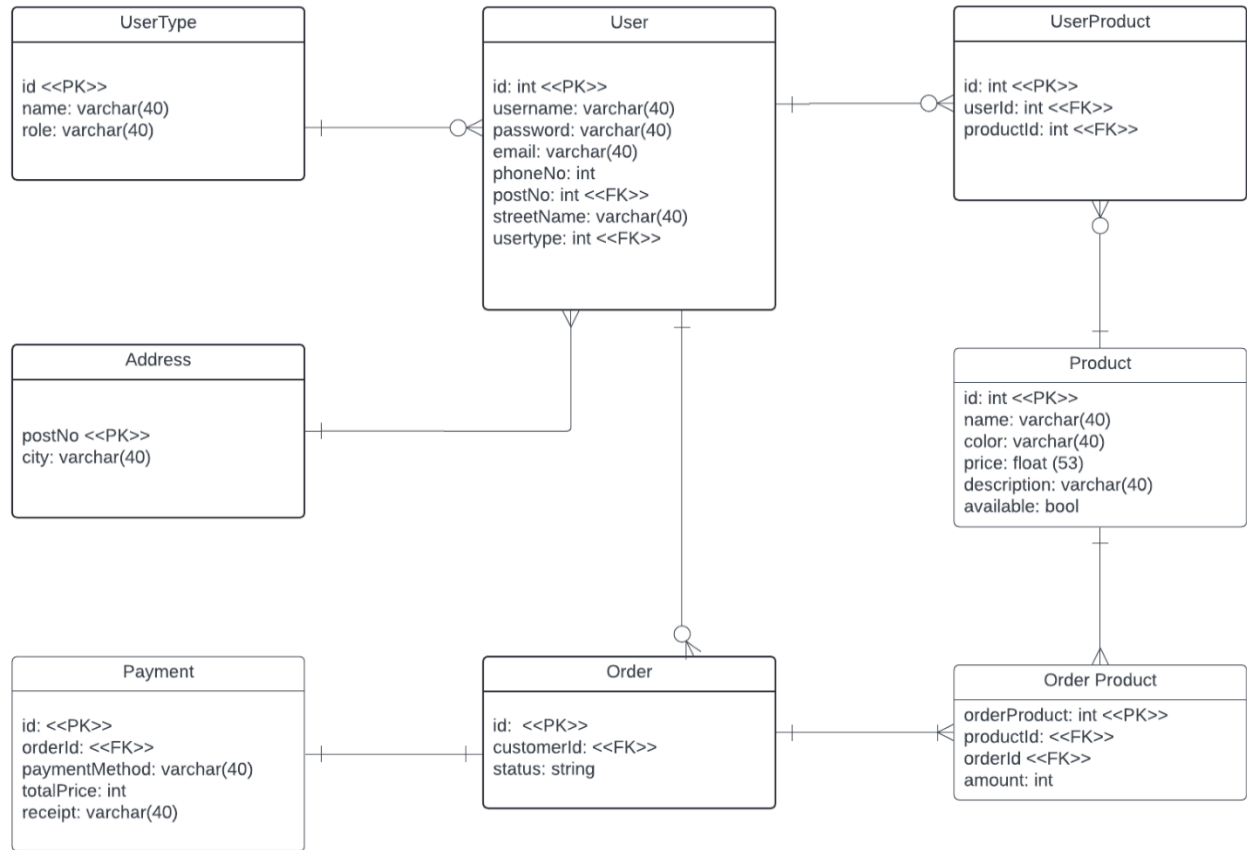 UserType
id <<PK>>
name: varchar(40)
role: varchar(40)
User
id: int <<PK>>
username: varchar(40)
password: varchar(40)
email: varchar(40)
phoneNo: int
postNo: int <<FK>>
streetName: varchar(40)
usertype: int <<FK>>
UserProduct
id: int <<PK>>
userId: int <<FK>>
productId: int <<FK>>
Address
postNo <<PK>>
city: varchar(40)
Product
id: int <<PK>>
name: varchar(40)
color: varchar(40)
price: float (53)
description: varchar(40)
available: bool
Payment
id: <<PK>>
orderId: <<FK>>
paymentMethod: varchar(40)
totalPrice: int
receipt: varchar(40)
Order
id: <<PK>>
customerId: <<FK>>
status: string
Order Product
orderProduct: int <<PK>>
productId: <<FK>>
orderId <<FK>>
amount: int